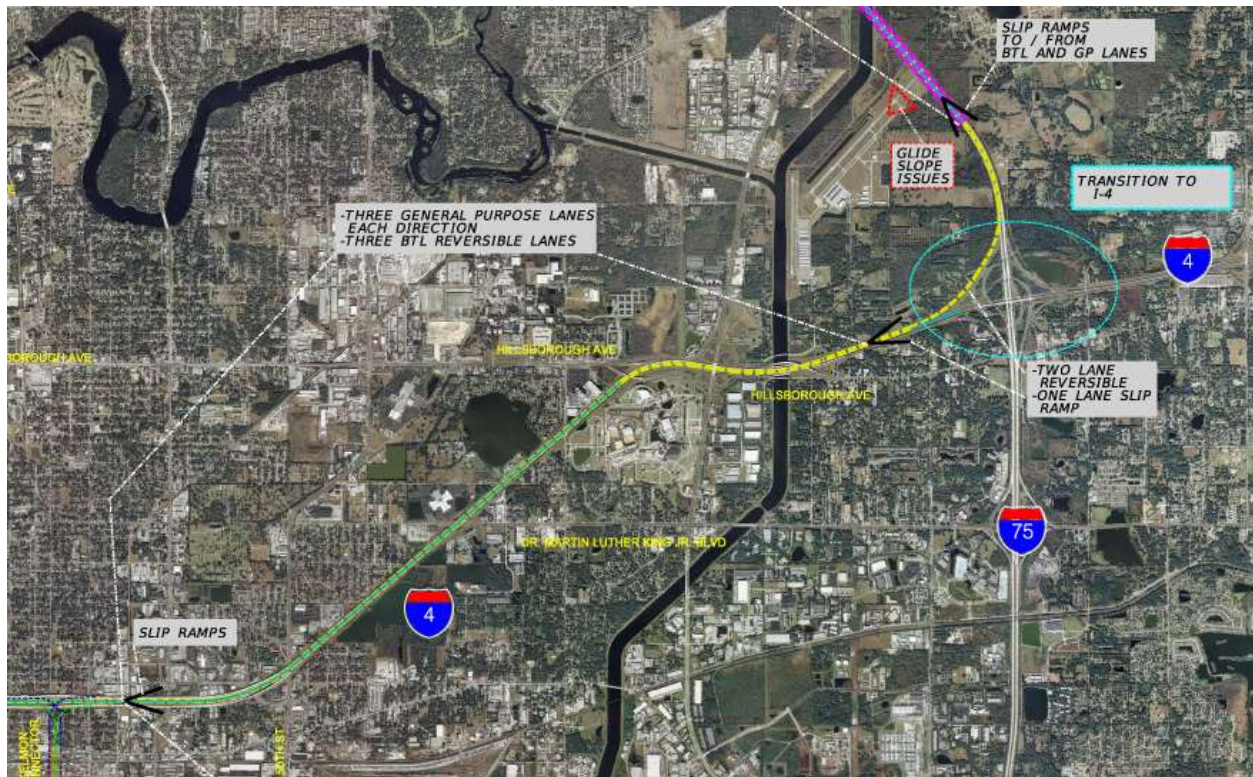 SLIP RAMPS
TO / FROM
BTL AND GP LANES
GLIDE
SLOPE
ISSUES
TRANSITION TO
I-4
-THREE GENERAL PURPOSE LANES
EACH DIRECTION
-THREE BTL REVERSIBLE LANES
4
BOROUGH AVE
HILLSBOROUGH AVE
HILLSBOROUGH AVE
-TWO LANE
REVERSIBLE
-ONE LANE SLIP
RAMP
75
DR. MARTIN LUTHER KING JR. BLVD
4
SLIP RAMPS
SELMON
NNECTOR
50TH ST